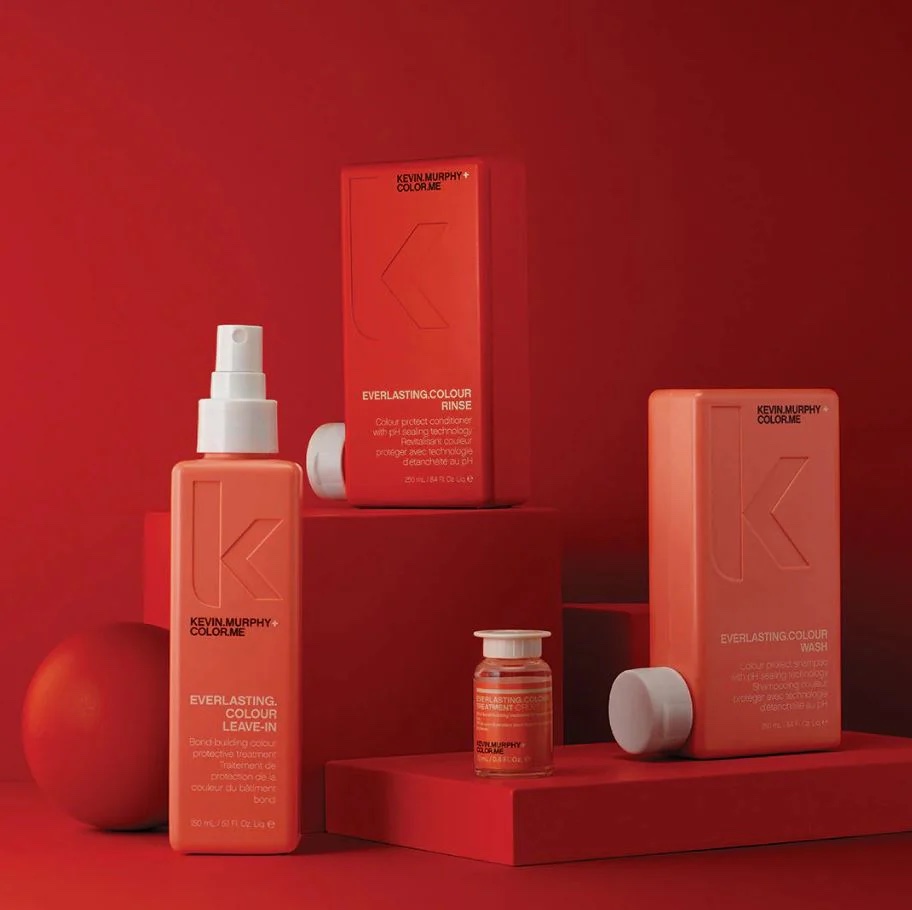 KEVIN.MURPHY+
COLOR.ME
EVERLASTING.COLOUR
RINSE
Colour protect conditioner
with pH sealing technology
Revitalisant couleur
protéger avec technologie
d'étanchéité au pH
250 mL / 8.4 Fl. Oz. Liq. ℮
KEVIN.MURPHY+
COLOR.ME
EVERLASTING.
COLOUR
LEAVE-IN
Bond-building colour
protective treatment
Traitement de
protection de la
couleur du bâtiment
bond.
150 mL / 5.1 Fl. Oz. Liq. ℮
EVERLASTING.COLOUR
TREATMENT
KEVIN.MURPHY+
COLOR.ME
KEVIN.MURPHY+
COLOR.ME
EVERLASTING.COLOUR
WASH
Colour protect shampoo
with pH sealing technology
Shampooing couleur
protéger avec technologie
d'étanchéité au pH
250 mL / 8.4 Fl. Oz. Liq. ℮